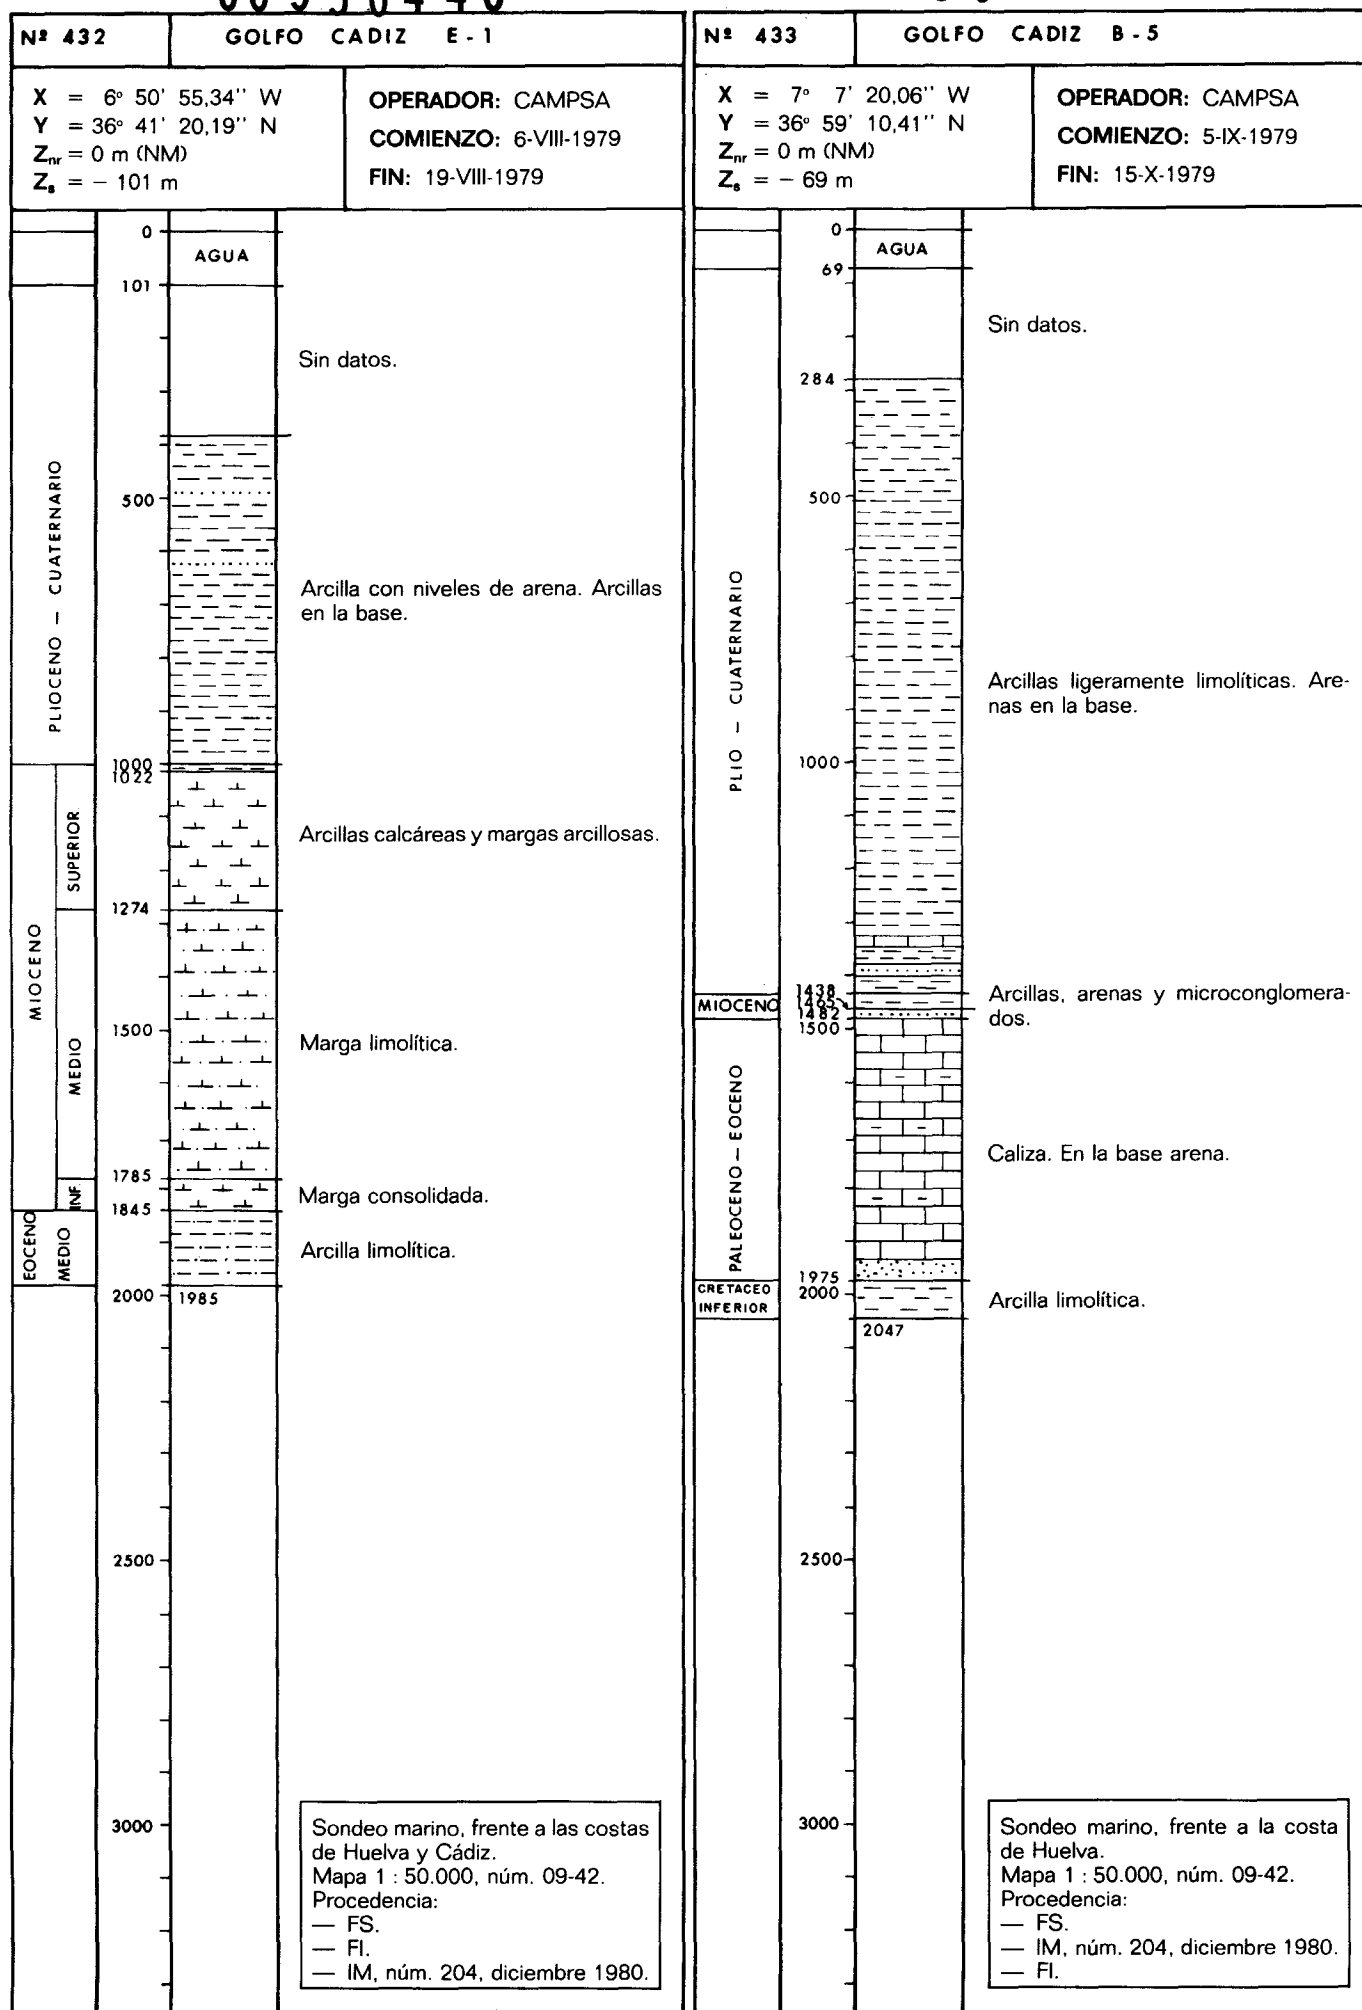 Nº 432 GOLFO CADIZ E - 1
X = 6° 50' 55,34'' W
Y = 36° 41' 20,19'' N
Znr = 0 m (NM)
Zs = – 101 m
OPERADOR: CAMPSA
COMIENZO: 6-VIII-1979
FIN: 19-VIII-1979
0
AGUA
101
Sin datos.
500
PLIOCENO – CUATERNARIO
Arcilla con niveles de arena. Arcillas
en la base.
1022
MIOCENO
SUPERIOR
Arcillas calcáreas y margas arcillosas.
1274
MEDIO
1500
Marga limolítica.
1785
INF
Marga consolidada.
1845
EOCENO
MEDIO
Arcilla limolítica.
2000
1985
2500
3000
Sondeo marino, frente a las costas
de Huelva y Cádiz.
Mapa 1 : 50.000, núm. 09-42.
Procedencia:
— FS.
— FI.
— IM, núm. 204, diciembre 1980.
Nº 433 GOLFO CADIZ B - 5
X = 7° 7' 20,06'' W
Y = 36° 59' 10,41'' N
Znr = 0 m (NM)
Zs = – 69 m
OPERADOR: CAMPSA
COMIENZO: 5-IX-1979
FIN: 15-X-1979
0
AGUA
69
Sin datos.
284
500
PLIO – CUATERNARIO
Arcillas ligeramente limolíticas. Are-
nas en la base.
1000
1438
MIOCENO
1465
1482
Arcillas, arenas y microconglomera-
dos.
1500
PALEOCENO – EOCENO
Caliza. En la base arena.
1975
CRETACEO
INFERIOR
2000
Arcilla limolítica.
2047
2500
3000
Sondeo marino, frente a la costa
de Huelva.
Mapa 1 : 50.000, núm. 09-42.
Procedencia:
— FS.
— IM, núm. 204, diciembre 1980.
— FI.